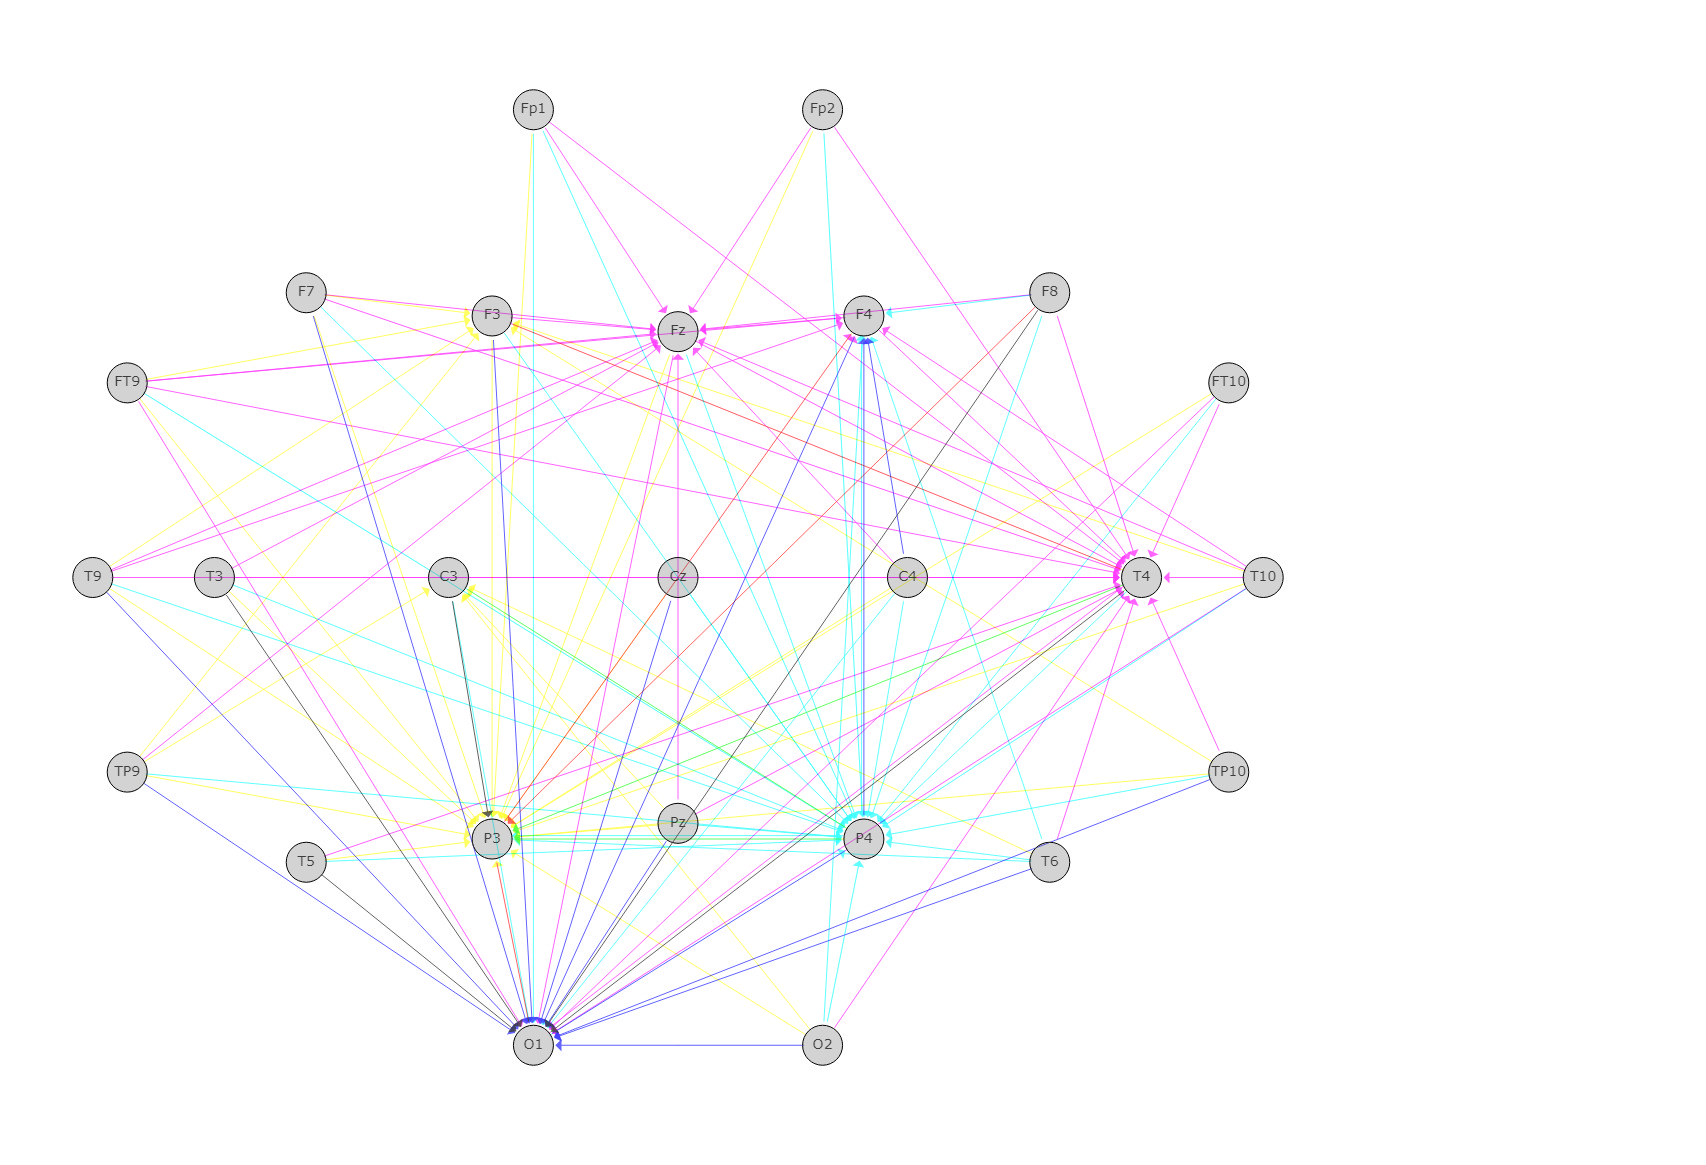 Fp1 Fp2
F7 F3 Fz F4 F8
FT9 FT10
T9 T3 C3 Cz C4 T4 T10
TP9 TP10
T5 P3 Pz P4 T6
O1 O2